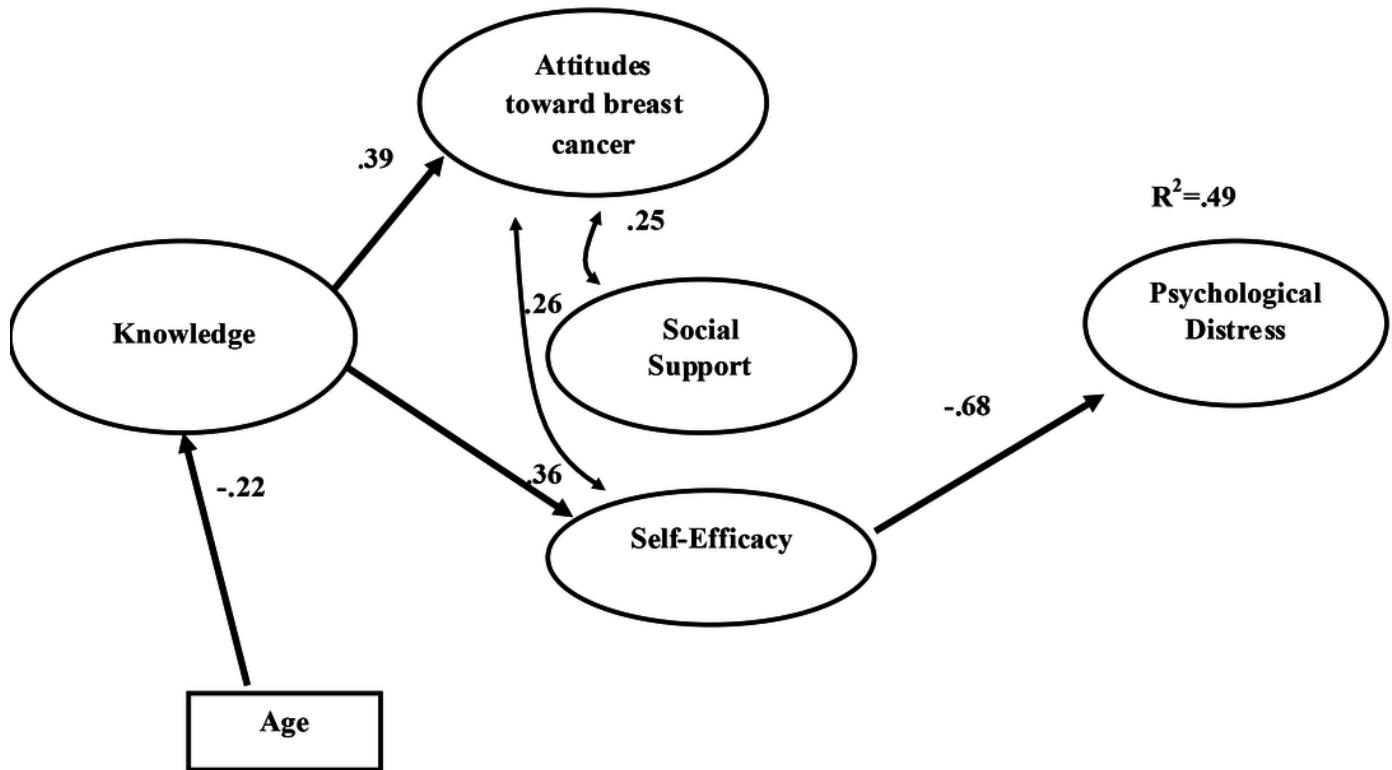 Attitudes
toward breast
cancer
.39
R²=.49
.25
Knowledge
.26
Social
Support
Psychological
Distress
-.68
.36
-.22
Self-Efficacy
Age